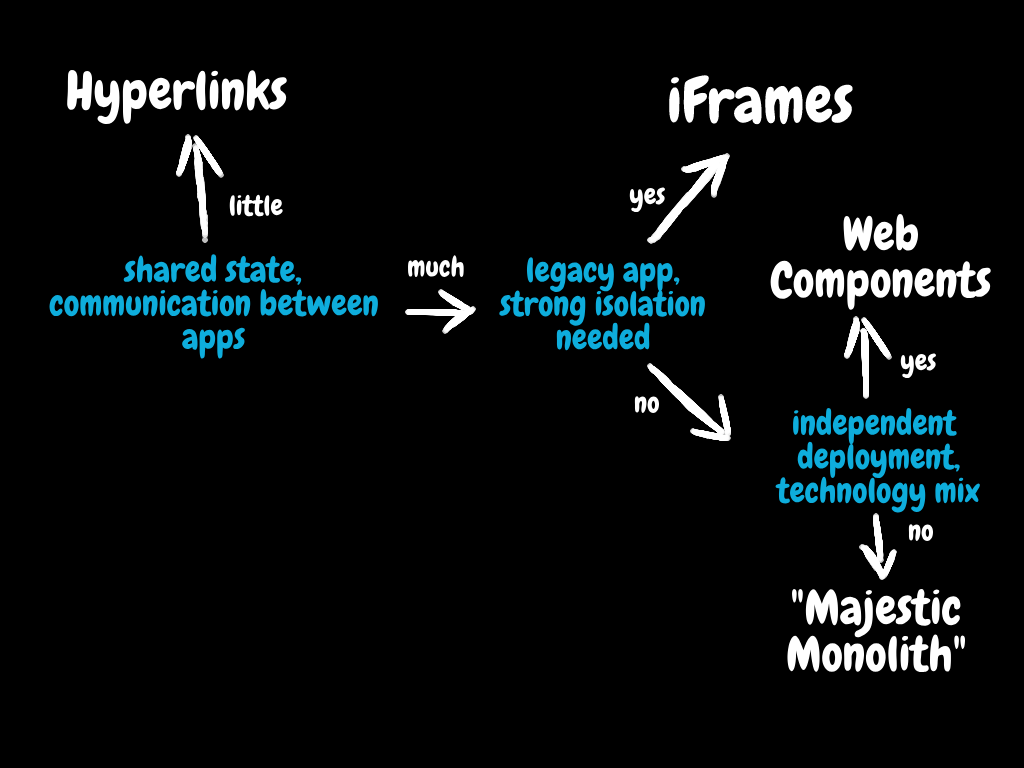 Hyperlinks
iFrames
little
yes
Web
Components
shared state,
communication between
apps
much
legacy app,
strong isolation
needed
yes
no
independent
deployment,
technology mix
no
"Majestic
Monolith"